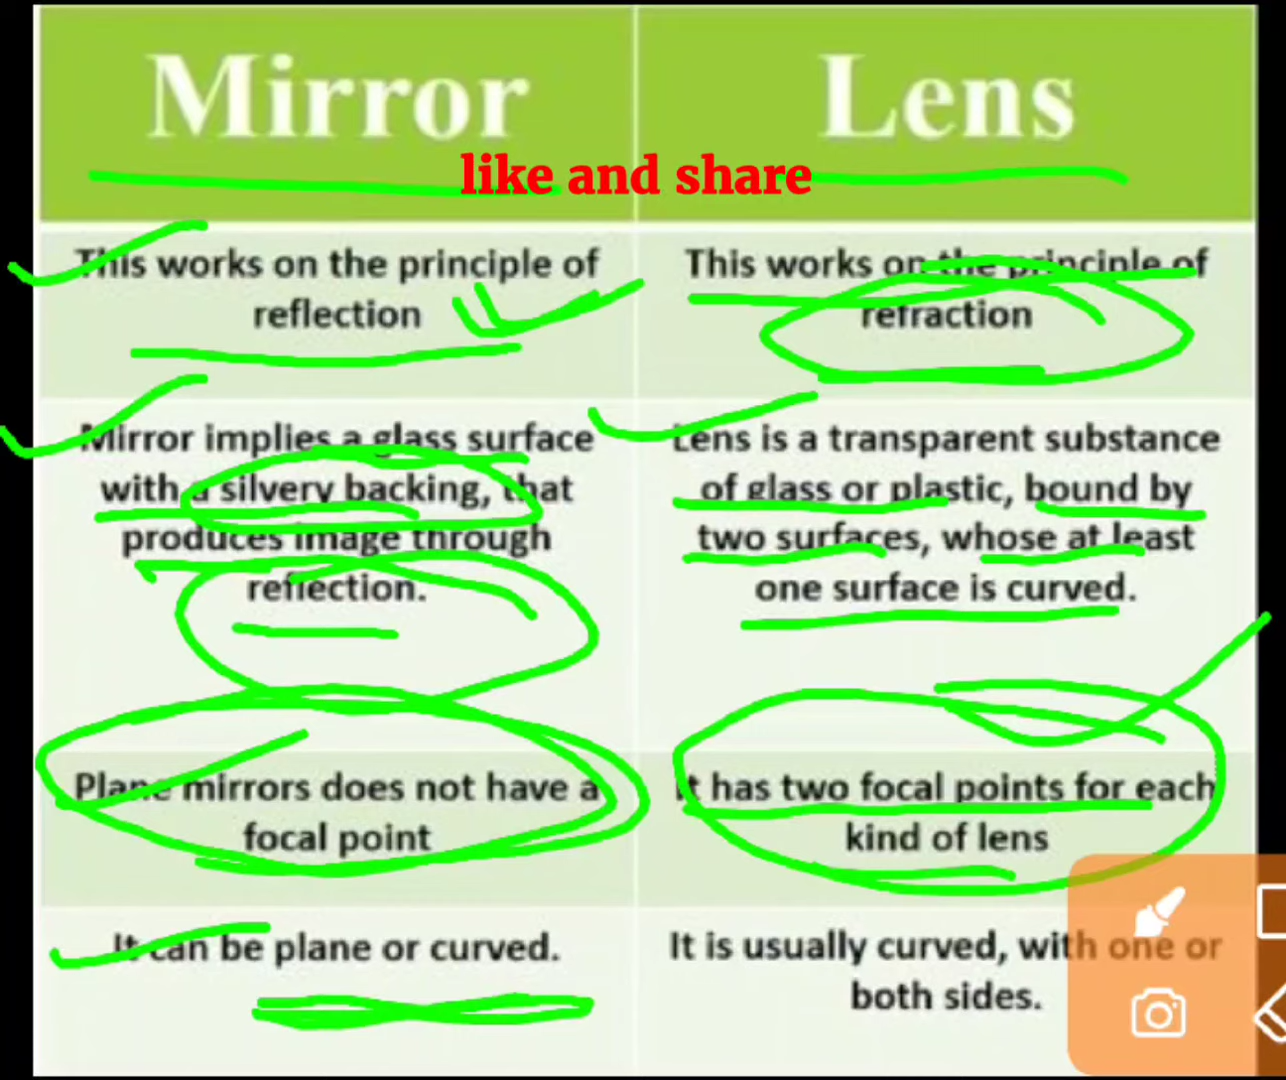 Mirror
Lens
like and share
This works on the principle of
reflection
This works on the principle of
refraction
Mirror implies a glass surface
with a silvery backing, that
produces image through
reflection.
Lens is a transparent substance
of glass or plastic, bound by
two surfaces, whose at least
one surface is curved.
Plane mirrors does not have a
focal point
It has two focal points for each
kind of lens
It can be plane or curved.
It is usually curved, with one or
both sides.